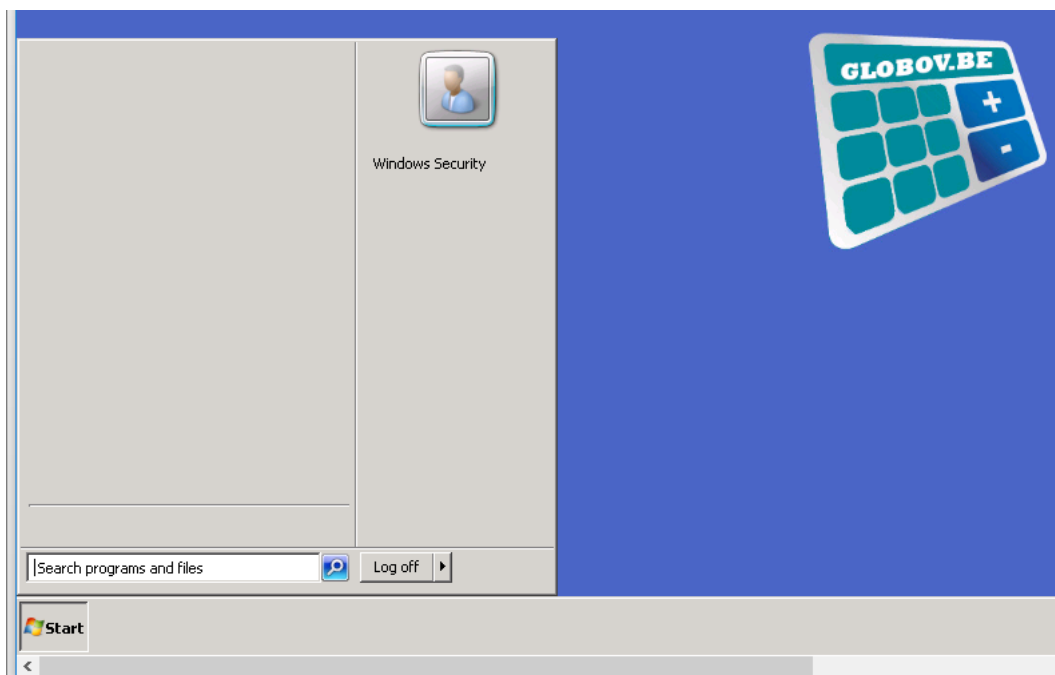 GLOBOV.BE
+
-
Windows Security
Search programs and files
Log off
Start